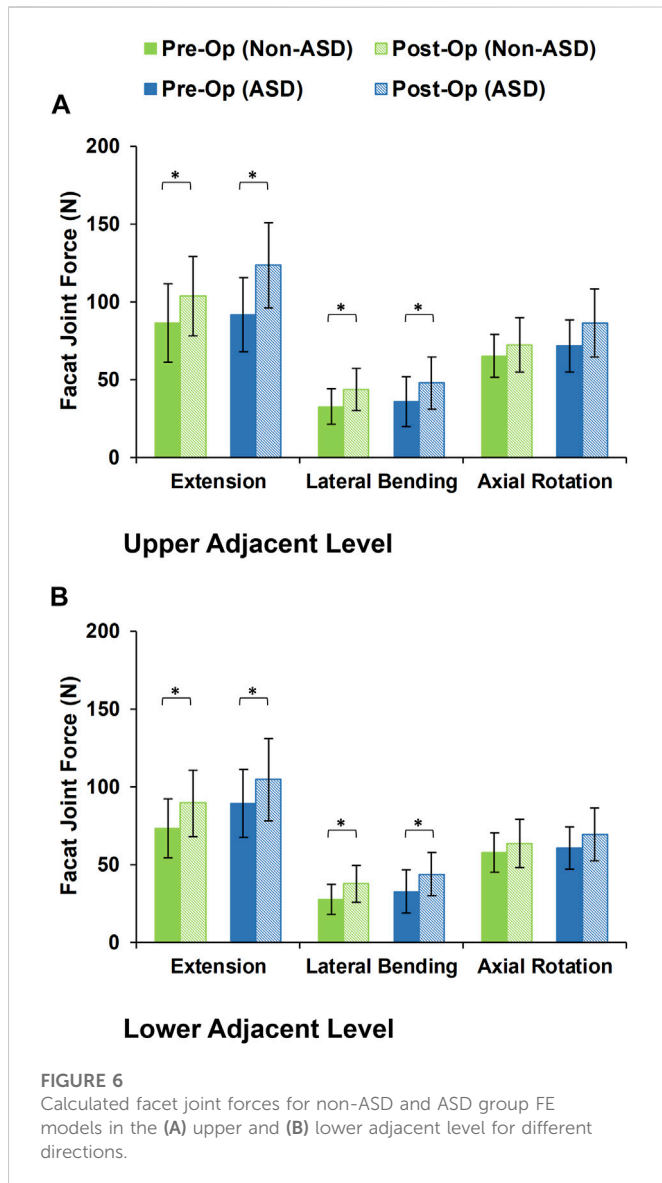 Pre-Op (Non-ASD) Post-Op (Non-ASD)
Pre-Op (ASD) Post-Op (ASD)
A
Facat Joint Force (N)
200
150
100
50
0
* * * *
Extension Lateral Bending Axial Rotation
Upper Adjacent Level
B
Facat Joint Force (N)
200
150
100
50
0
* * * *
Extension Lateral Bending Axial Rotation
Lower Adjacent Level
FIGURE 6
Calculated facet joint forces for non-ASD and ASD group FE
models in the (A) upper and (B) lower adjacent level for different
directions.